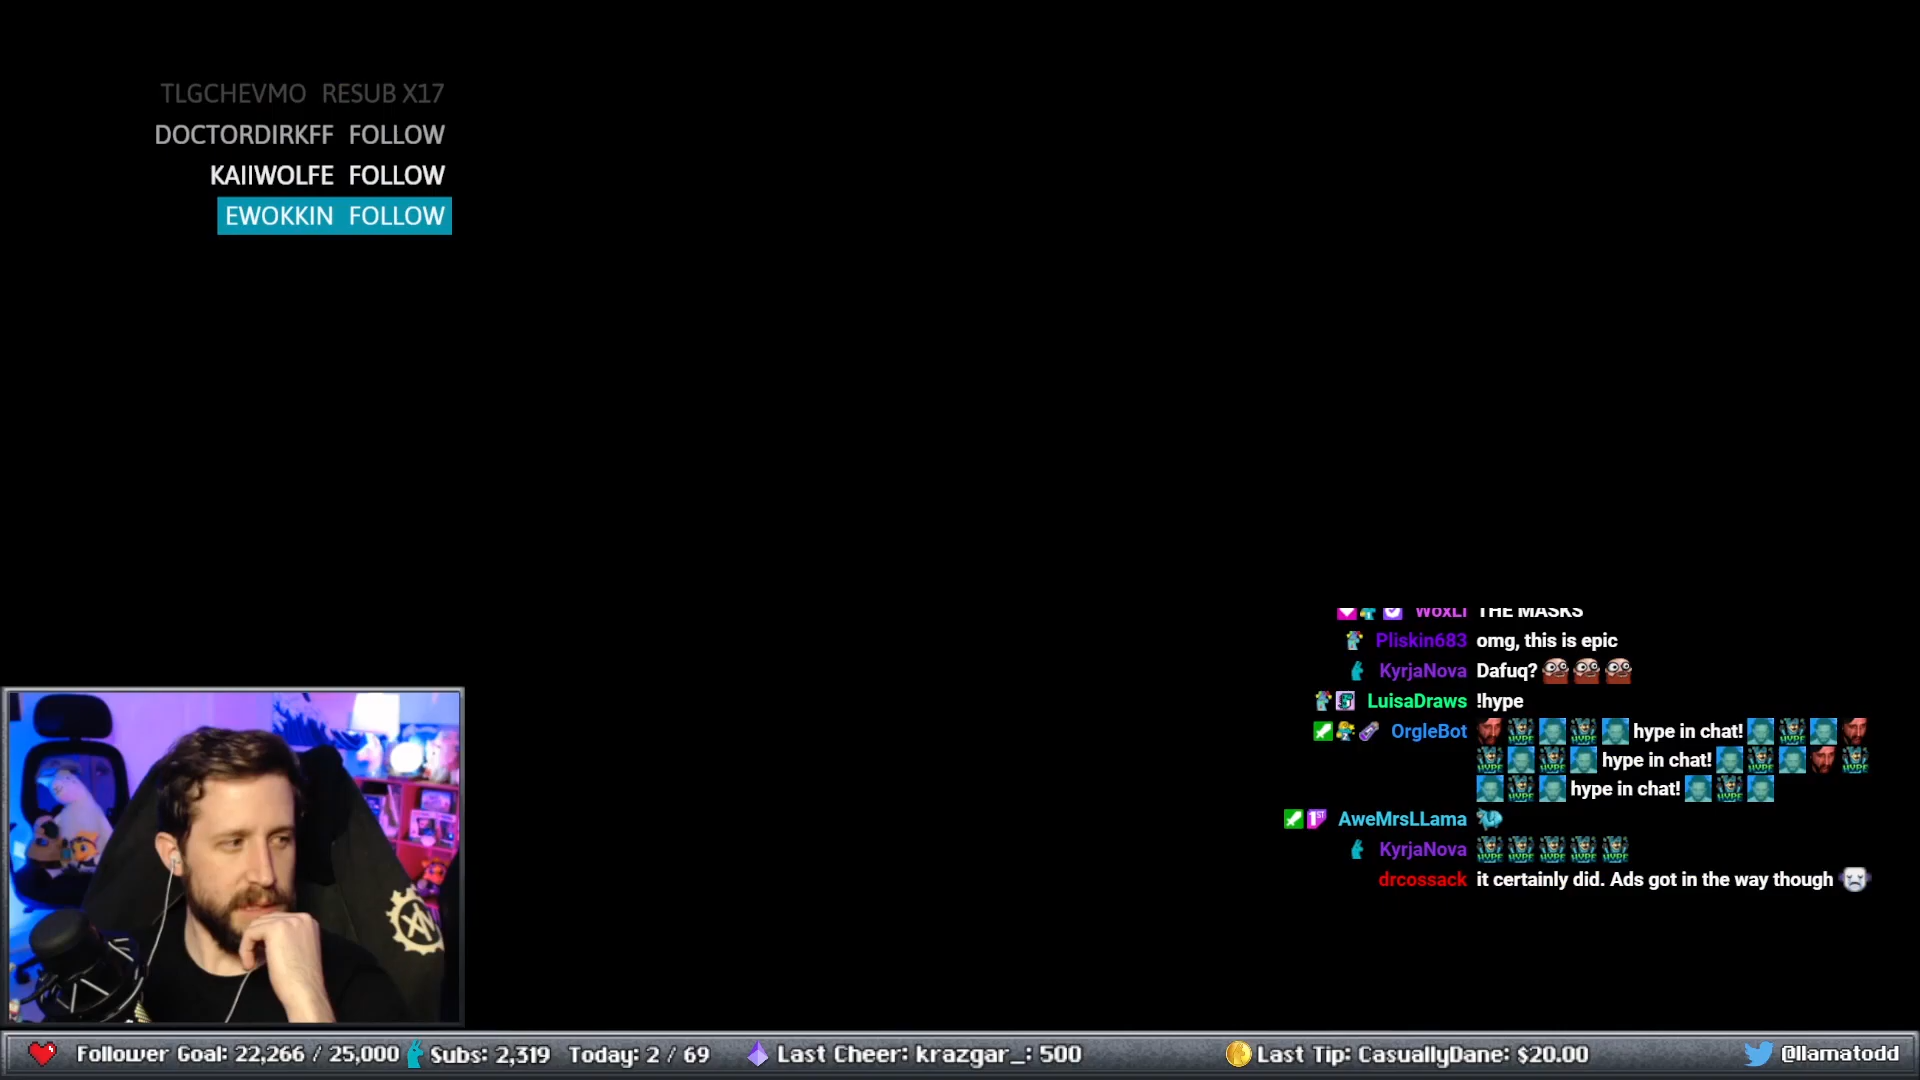 TLGCHEVMO RESUB X17
DOCTORDIRKFF FOLLOW
KAIIWOLFE FOLLOW
EWOKKIN FOLLOW
WoxLi THE MASKS
Pliskin683 omg, this is epic
KyrjaNova Dafuq?
LuisaDraws !hype
OrgleBot hype in chat!
hype in chat!
hype in chat!
AweMrsLLama
KyrjaNova
drcossack it certainly did. Ads got in the way though
Follower Goal: 22,266 / 25,000 Subs: 2,319 Today: 2 / 69 Last Cheer: krazgar_: 500 Last Tip: CasuallyDane: $20.00 @llamatodd